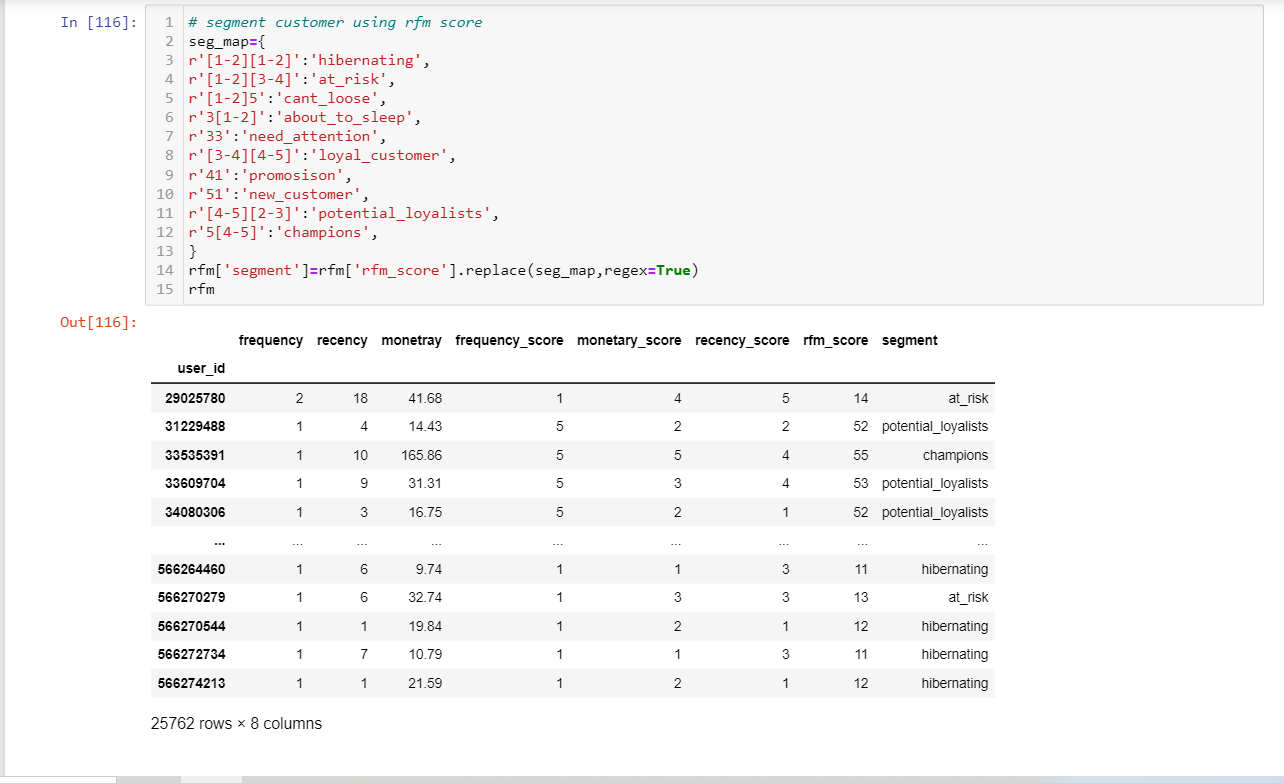 In [116]:
1 # segment customer using rfm score
2 seg_map={
3 r'[1-2][1-2]':'hibernating',
4 r'[1-2][3-4]':'at_risk',
5 r'[1-2]5':'cant_loose',
6 r'3[1-2]':'about_to_sleep',
7 r'33':'need_attention',
8 r'[3-4][4-5]':'loyal_customer',
9 r'41':'promosison',
10 r'51':'new_customer',
11 r'[4-5][2-3]':'potential_loyalists',
12 r'5[4-5]':'champions',
13 }
14 rfm['segment']=rfm['rfm_score'].replace(seg_map,regex=True)
15 rfm
Out[116]:
frequency recency monetray frequency_score monetary_score recency_score rfm_score segment
user_id
29025780 2 18 41.68 1 4 5 14 at_risk
31229488 1 4 14.43 5 2 2 52 potential_loyalists
33535391 1 10 165.86 5 5 4 55 champions
33609704 1 9 31.31 5 3 4 53 potential_loyalists
34080306 1 3 16.75 5 2 1 52 potential_loyalists
... ... ... ... ... ... ... ... ...
566264460 1 6 9.74 1 1 3 11 hibernating
566270279 1 6 32.74 1 3 3 13 at_risk
566270544 1 1 19.84 1 2 1 12 hibernating
566272734 1 7 10.79 1 1 3 11 hibernating
566274213 1 1 21.59 1 2 1 12 hibernating
25762 rows × 8 columns